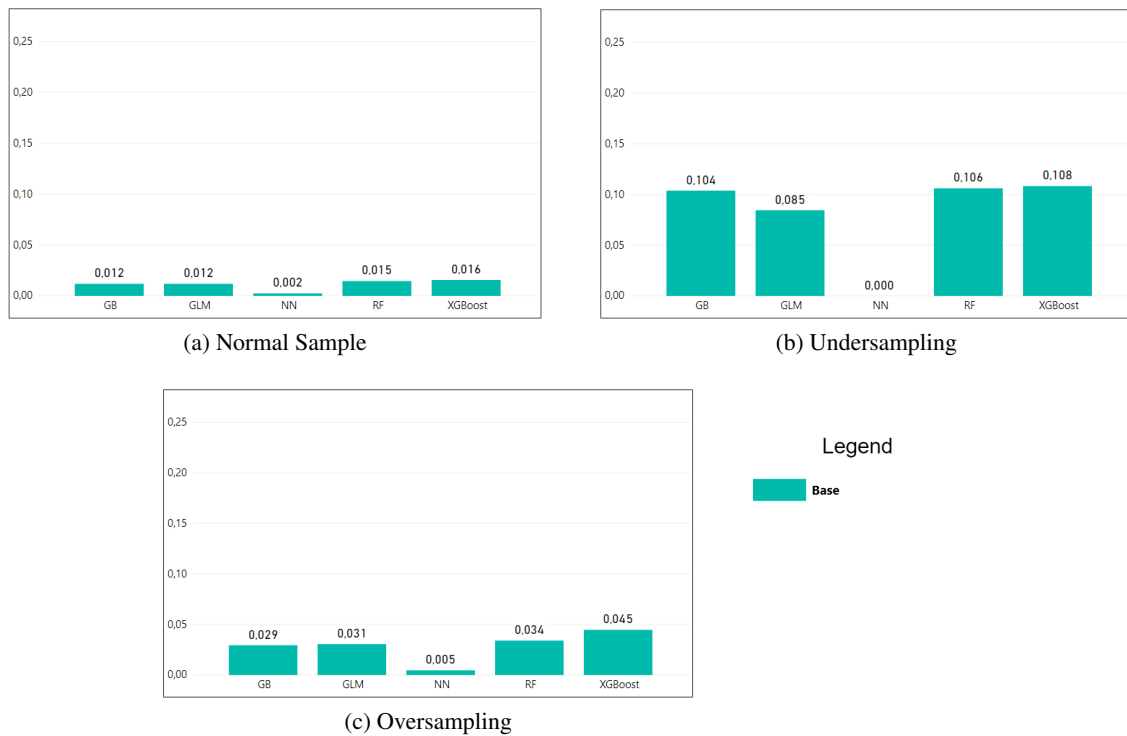 0,25
0,20
0,15
0,10
0,05
0,00
0,012 0,012 0,002 0,015 0,016
GB GLM NN RF XGBoost
(a) Normal Sample
0,25
0,20
0,15
0,10
0,05
0,00
0,104 0,085 0,000 0,106 0,108
GB GLM NN RF XGBoost
(b) Undersampling
0,25
0,20
0,15
0,10
0,05
0,00
0,029 0,031 0,005 0,034 0,045
GB GLM NN RF XGBoost
(c) Oversampling
Legend
Base